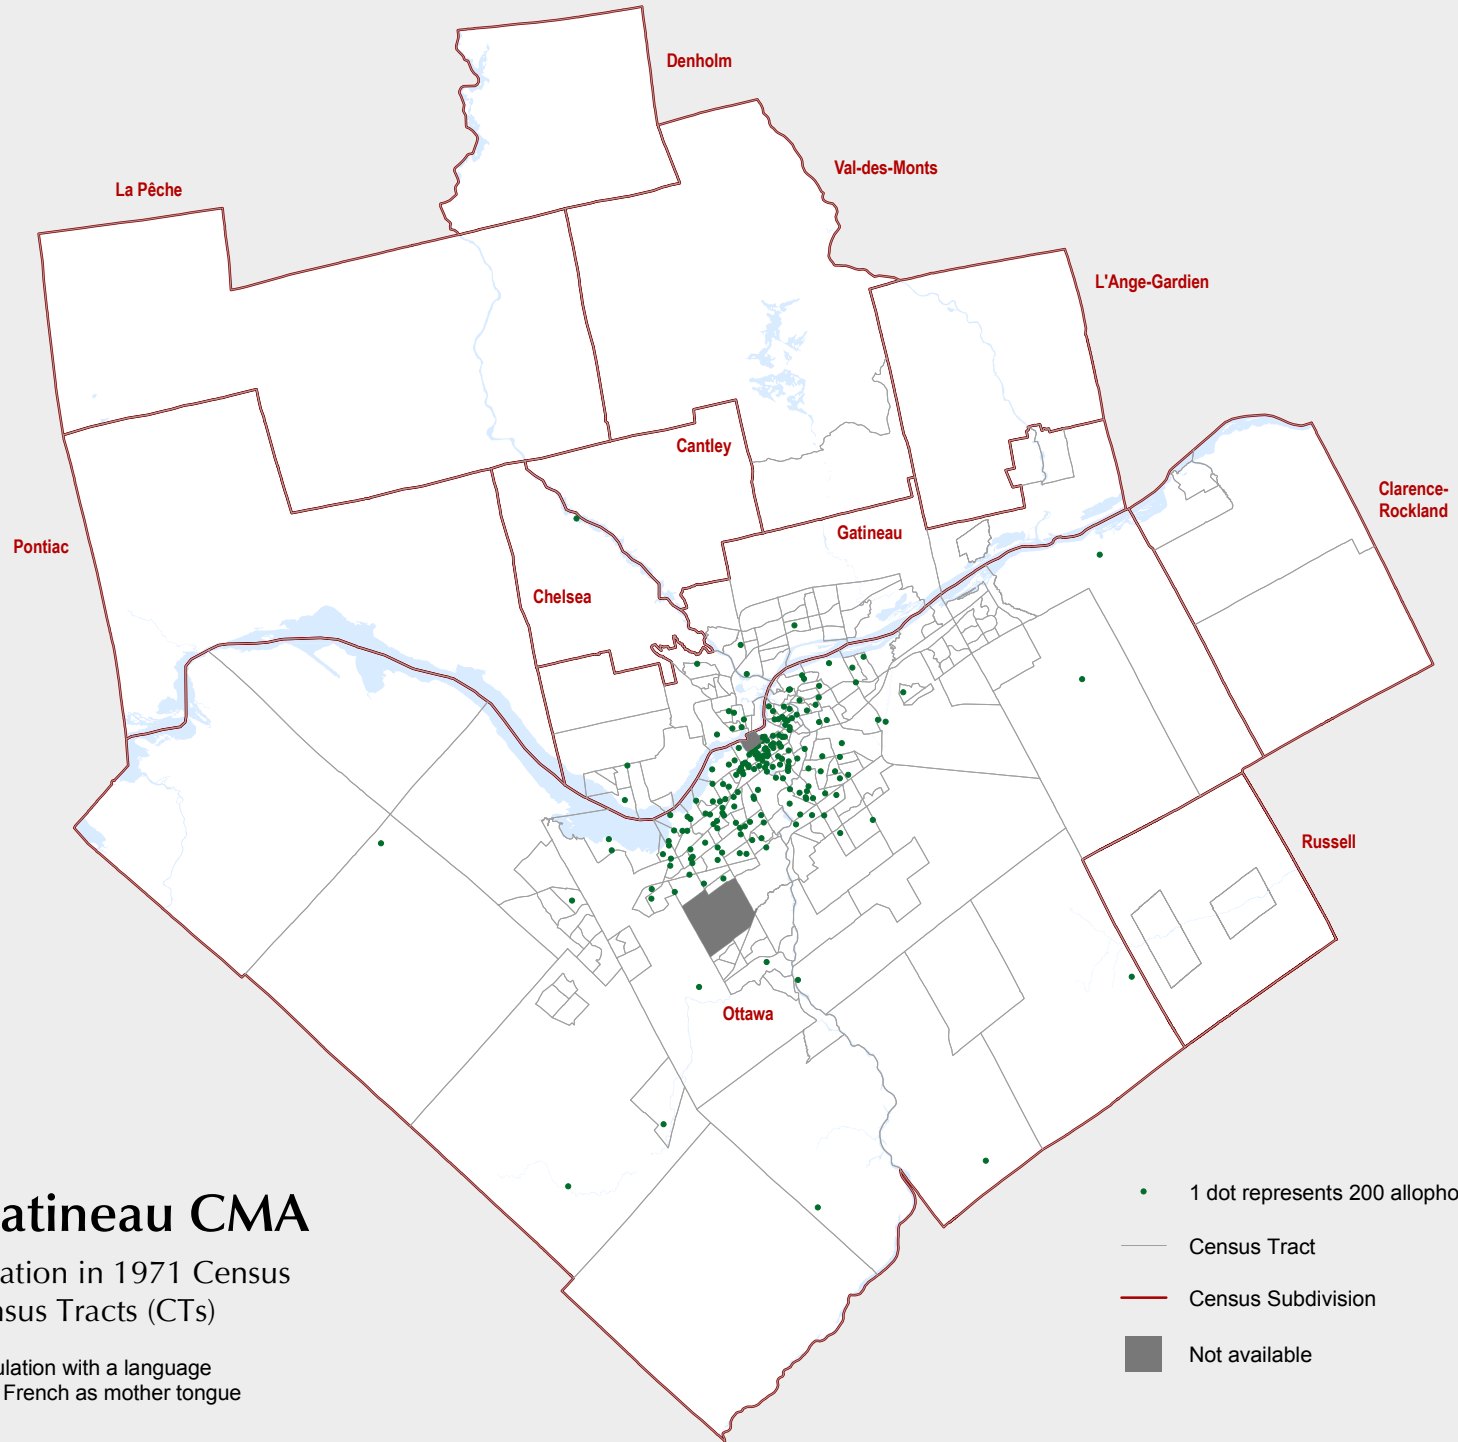 Denholm
Val-des-Monts
La Pêche
L'Ange-Gardien
Cantley
Clarence-
Rockland
Gatineau
Pontiac
Chelsea
Russell
Ottawa
atineau CMA
ation in 1971 Census
sus Tracts (CTs)
ulation with a language
French as mother tongue
1 dot represents 200 allopho
Census Tract
Census Subdivision
Not available